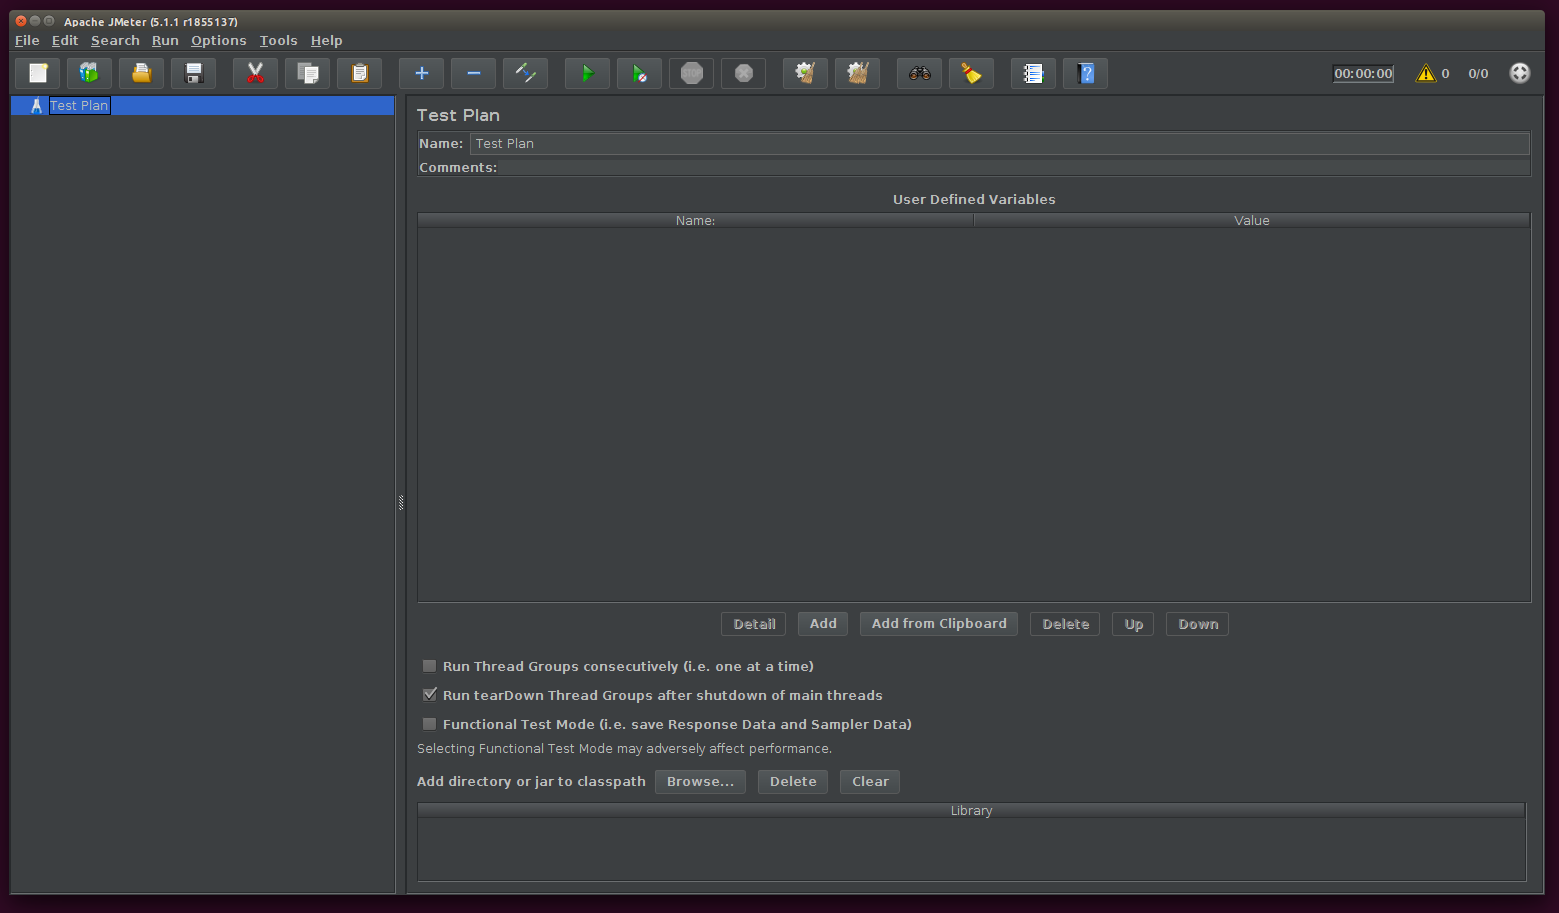 Apache JMeter (5.1.1 r1855137)
File Edit Search Run Options Tools Help
STOP
00:00:00 0 0/0
Test Plan
Test Plan
Name: Test Plan
Comments:
User Defined Variables
Name: Value
Detail Add Add from Clipboard Delete Up Down
Run Thread Groups consecutively (i.e. one at a time)
Run tearDown Thread Groups after shutdown of main threads
Functional Test Mode (i.e. save Response Data and Sampler Data)
Selecting Functional Test Mode may adversely affect performance.
Add directory or jar to classpath Browse... Delete Clear
Library